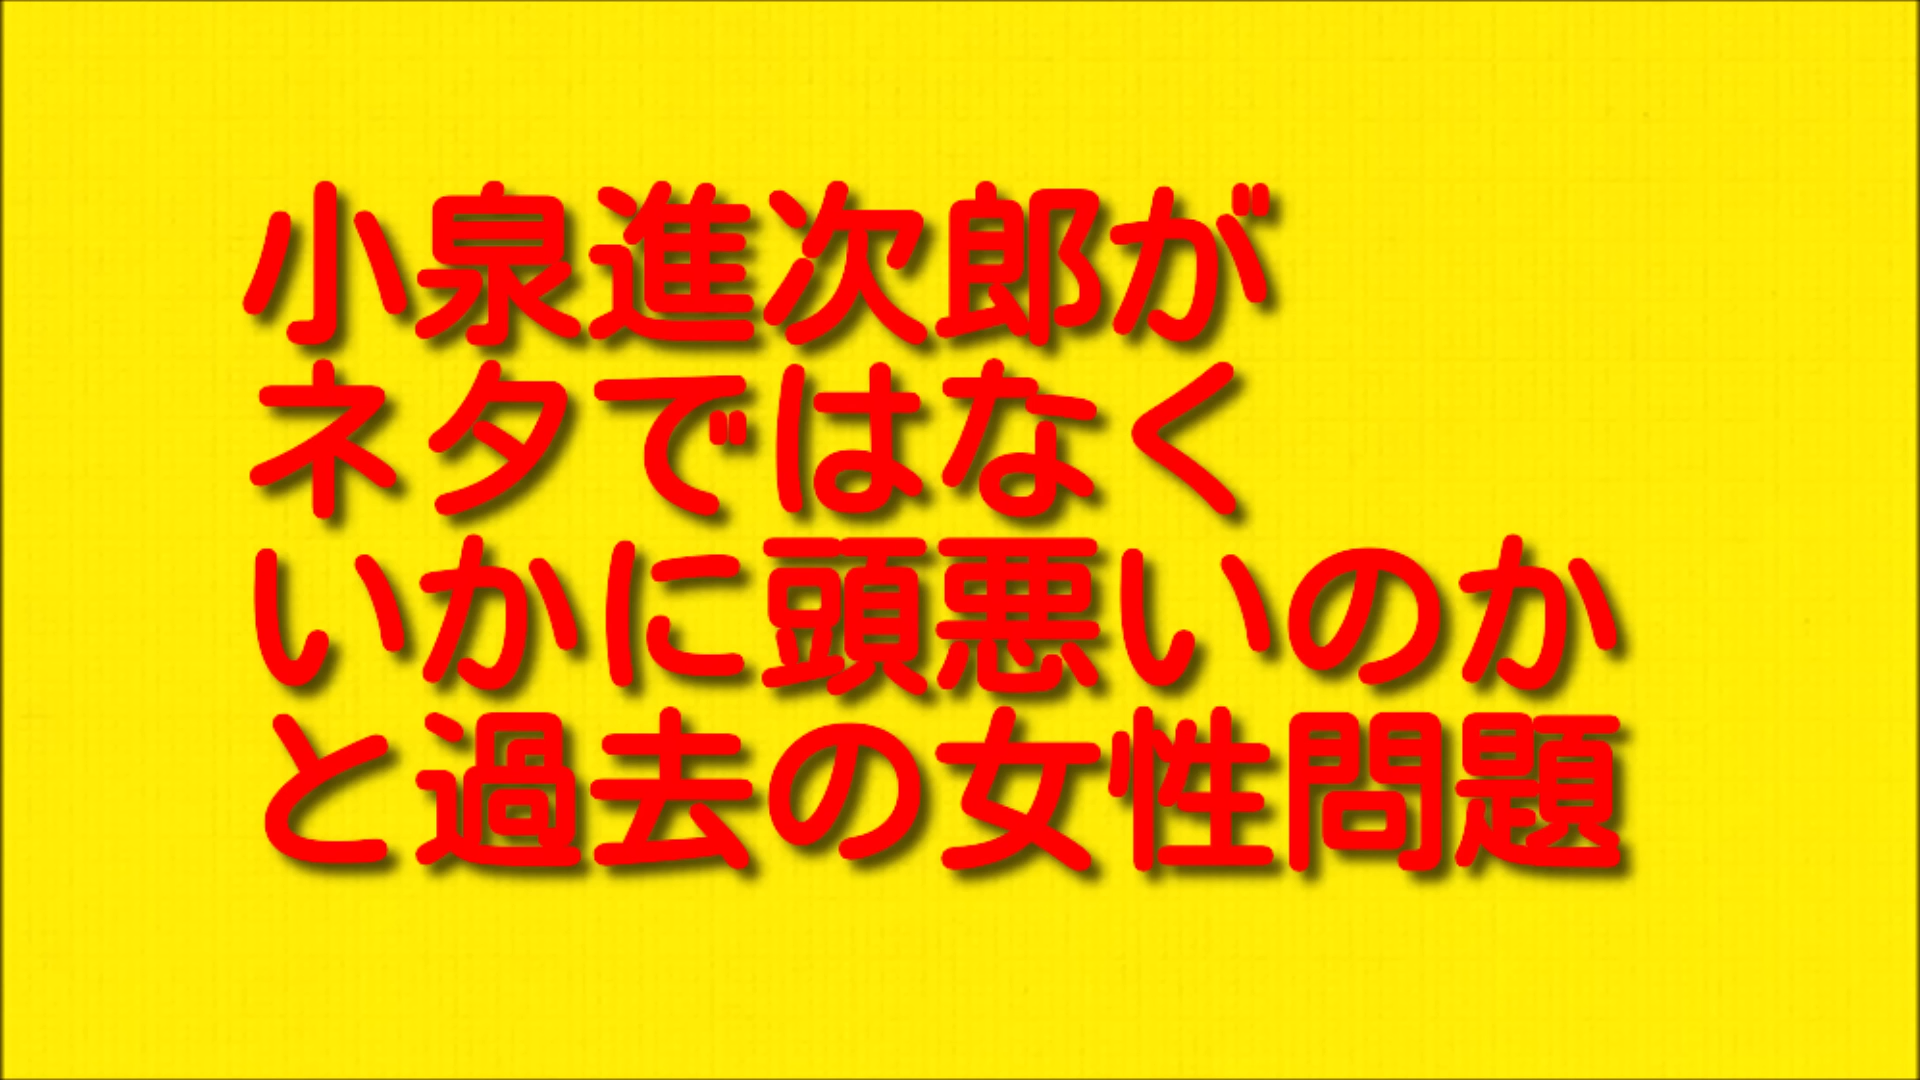 小泉進次郎が
ネタではなく
いかに頭悪いのか
と過去の女性問題